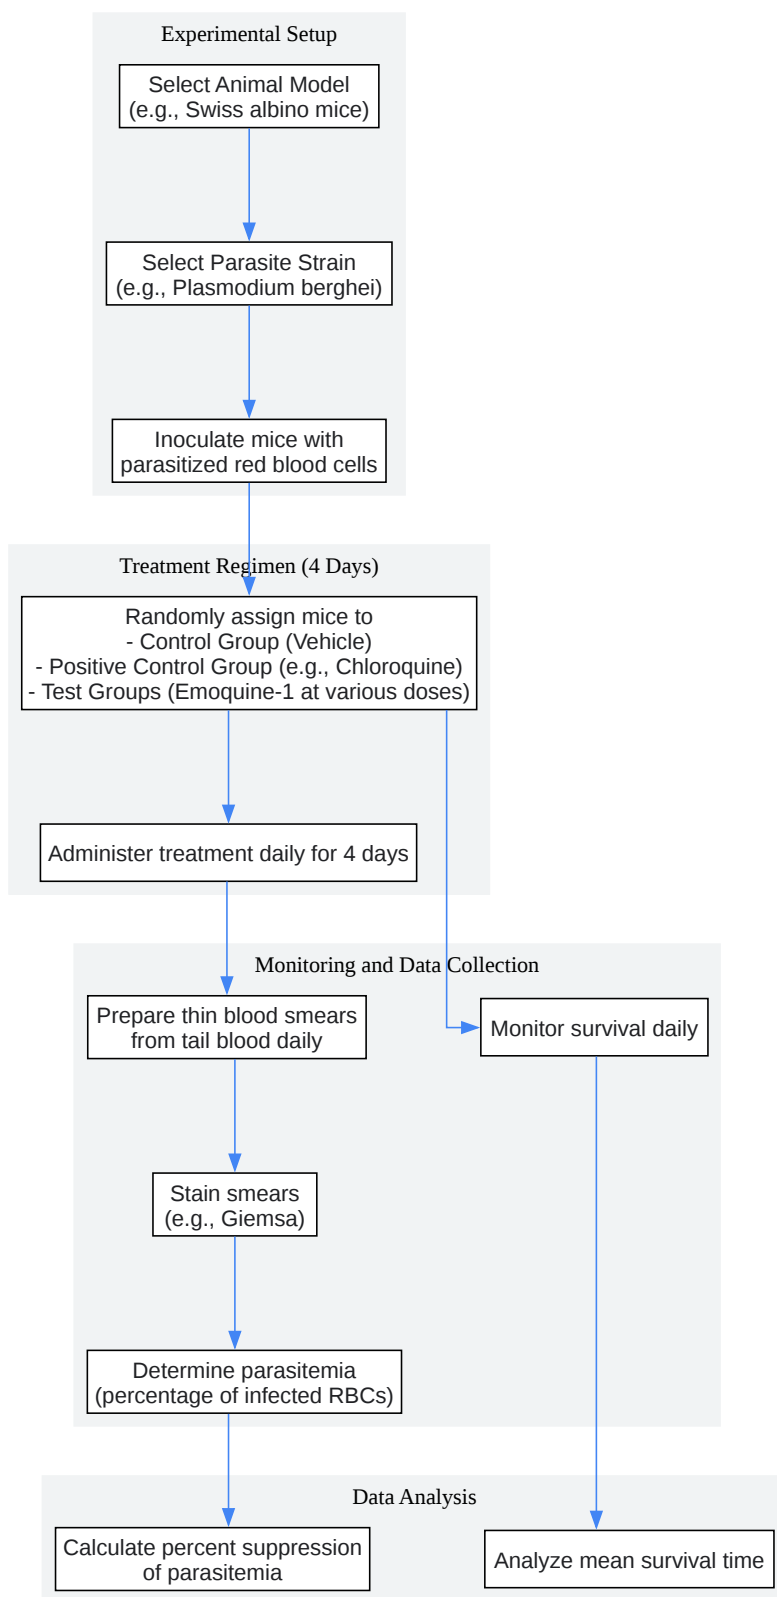 Experimental Setup
Select Animal Model
(e.g., Swiss albino mice)
Select Parasite Strain
(e.g., Plasmodium berghei)
Inoculate mice with
parasitized red blood cells
Treatment Regimen (4 Days)
Randomly assign mice to
- Control Group (Vehicle)
- Positive Control Group (e.g., Chloroquine)
- Test Groups (Emoquine-1 at various doses)
Administer treatment daily for 4 days
Monitoring and Data Collection
Prepare thin blood smears
from tail blood daily
Monitor survival daily
Stain smears
(e.g., Giemsa)
Determine parasitemia
(percentage of infected RBCs)
Data Analysis
Calculate percent suppression
of parasitemia
Analyze mean survival time